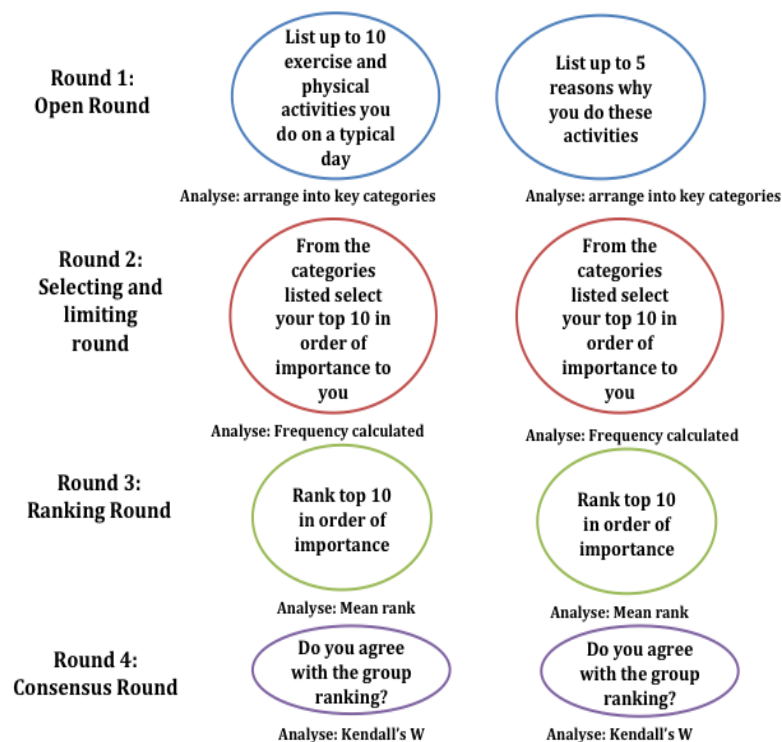 Round 1:
Open Round
List up to 10
exercise and
physical
activities you
do on a typical
day
List up to 5
reasons why
you do these
activities
Analyse: arrange into key categories
Analyse: arrange into key categories
Round 2:
Selecting and
limiting
round
From the
categories
listed select
your top 10 in
order of
importance to
you
From the
categories
listed select
your top 10 in
order of
importance to
you
Analyse: Frequency calculated
Analyse: Frequency calculated
Round 3:
Ranking Round
Rank top 10
in order of
importance
Rank top 10
in order of
importance
Analyse: Mean rank
Analyse: Mean rank
Round 4:
Consensus Round
Do you agree
with the group
ranking?
Do you agree
with the group
ranking?
Analyse: Kendall's W
Analyse: Kendall's W